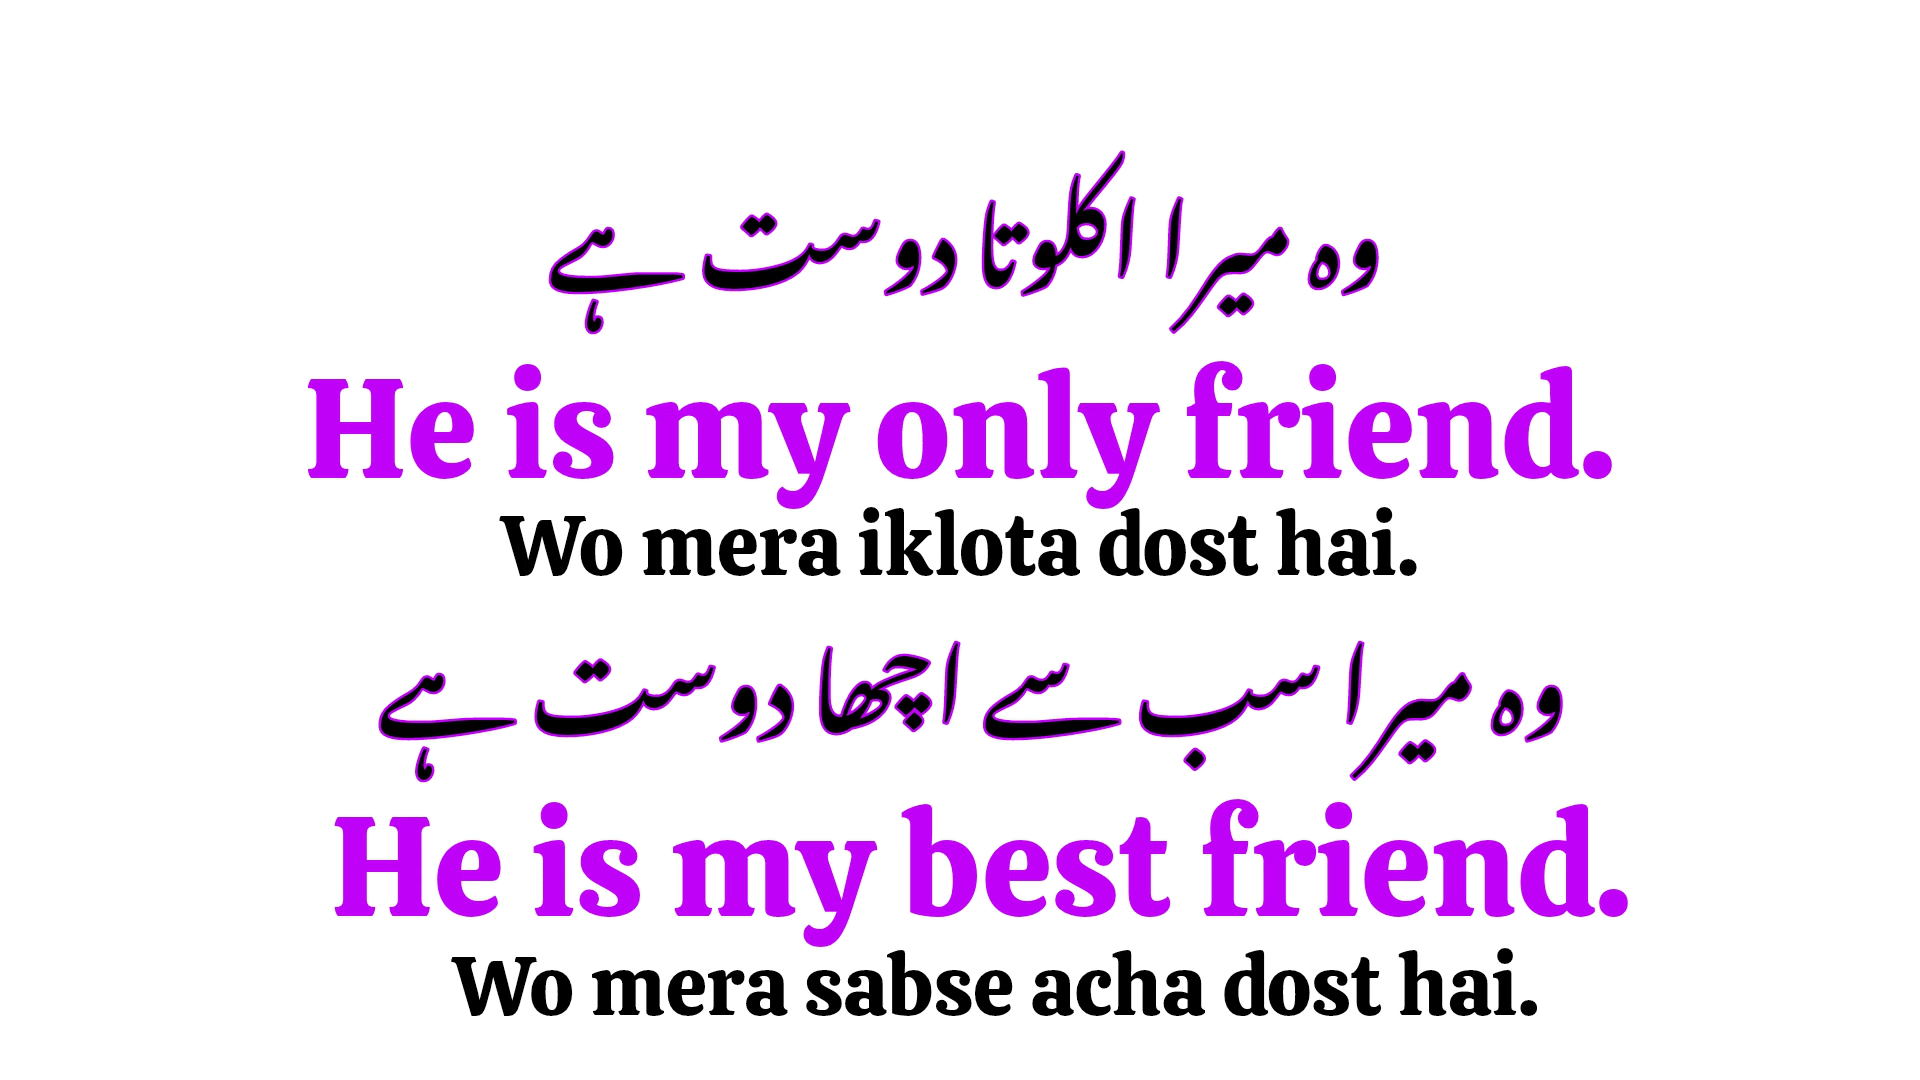 وہ میرا اکلوتا دوست ہے
He is my only friend.
Wo mera iklota dost hai.
وہ میرا سب سے اچھا دوست ہے
He is my best friend.
Wo mera sabse acha dost hai.